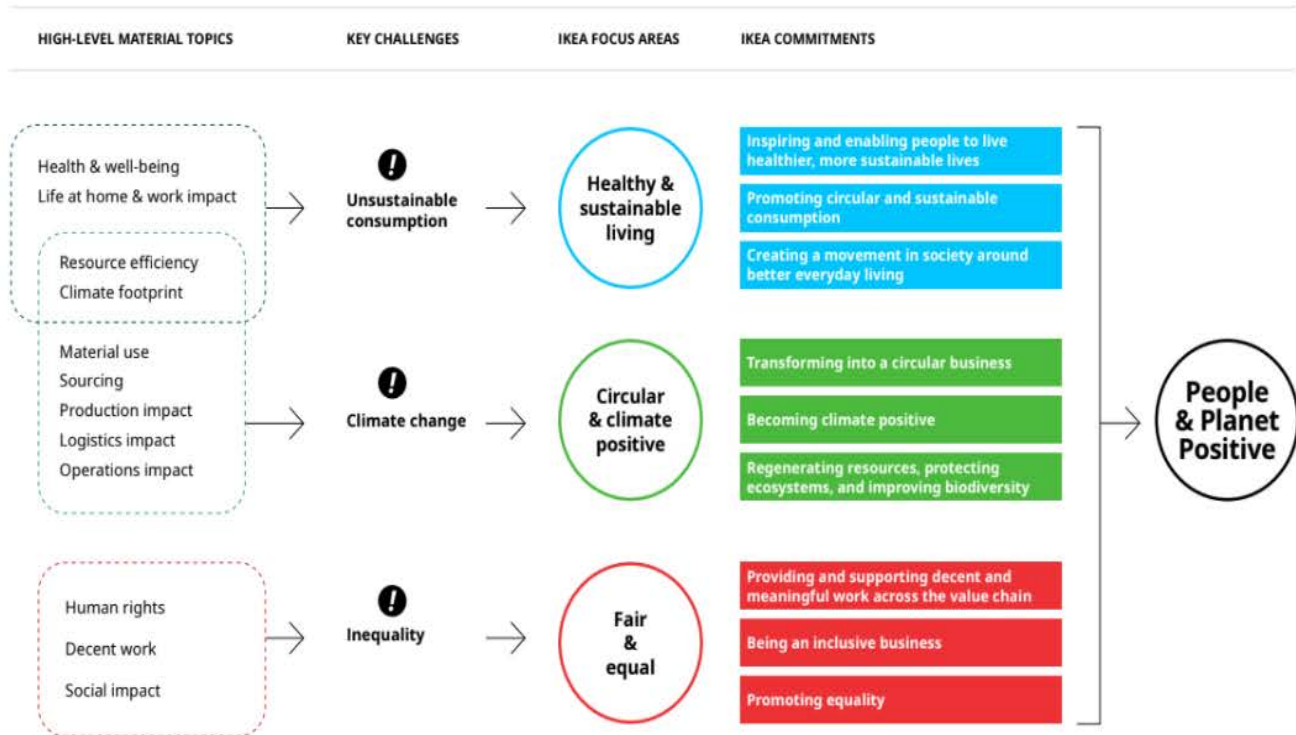 HIGH-LEVEL MATERIAL TOPICS
KEY CHALLENGES
IKEA FOCUS AREAS
IKEA COMMITMENTS
Health & well-being
Life at home & work impact
Resource efficiency
Climate footprint
!
Unsustainable
consumption
Healthy &
sustainable
living
Inspiring and enabling people to live
healthier, more sustainable lives
Promoting circular and sustainable
consumption
Creating a movement in society around
better everyday living
Material use
Sourcing
Production impact
Logistics impact
Operations impact
!
Climate change
Circular
& climate
positive
Transforming into a circular business
Becoming climate positive
Regenerating resources, protecting
ecosystems, and improving biodiversity
Human rights
Decent work
Social impact
!
Inequality
Fair
&
equal
Providing and supporting decent and
meaningful work across the value chain
Being an inclusive business
Promoting equality
People
& Planet
Positive